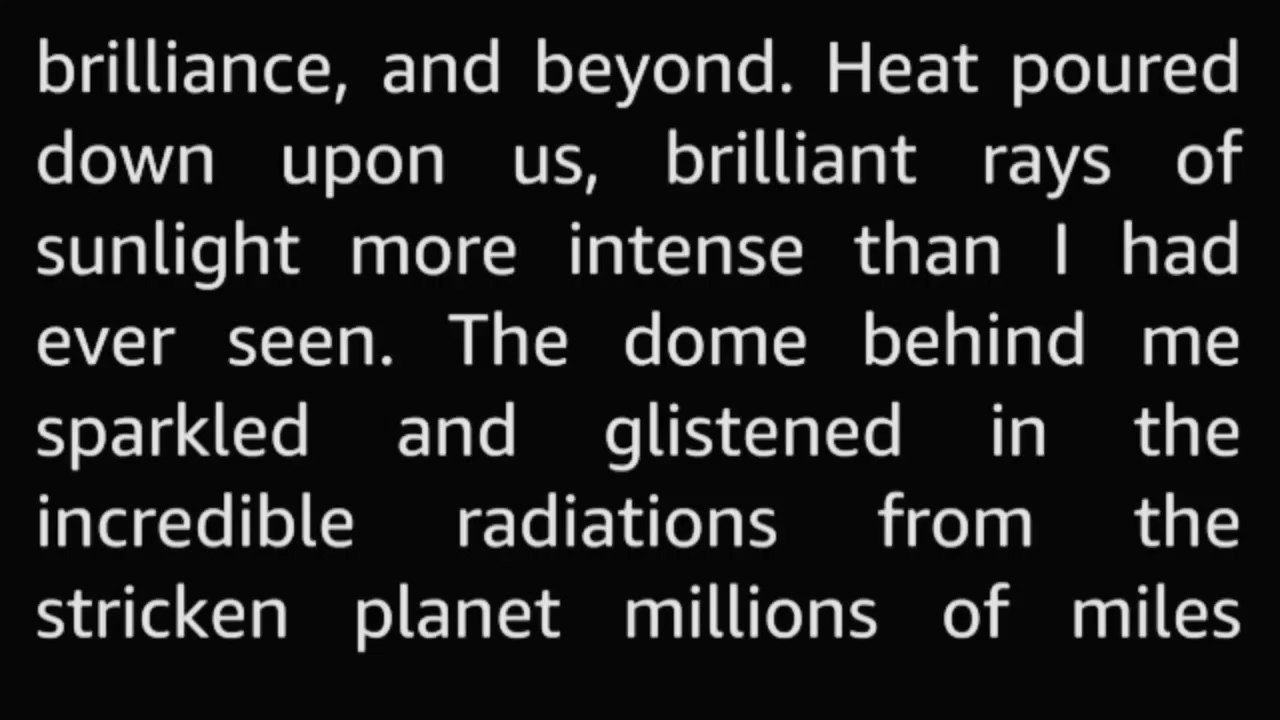 brilliance, and beyond. Heat poured
down upon us, brilliant rays of
sunlight more intense than I had
ever seen. The dome behind me
sparkled and glistened in the
incredible radiations from the
stricken planet millions of miles